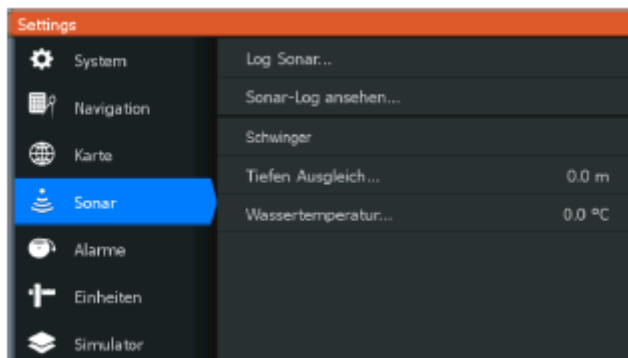 Settings
System
Navigation
Karte
Sonar
Alarme
Einheiten
Simulator
Log Sonar...
Sonar-Log ansehen...
Schwinger
Tiefen Ausgleich... 0.0 m
Wassertemperatur... 0.0 ºC